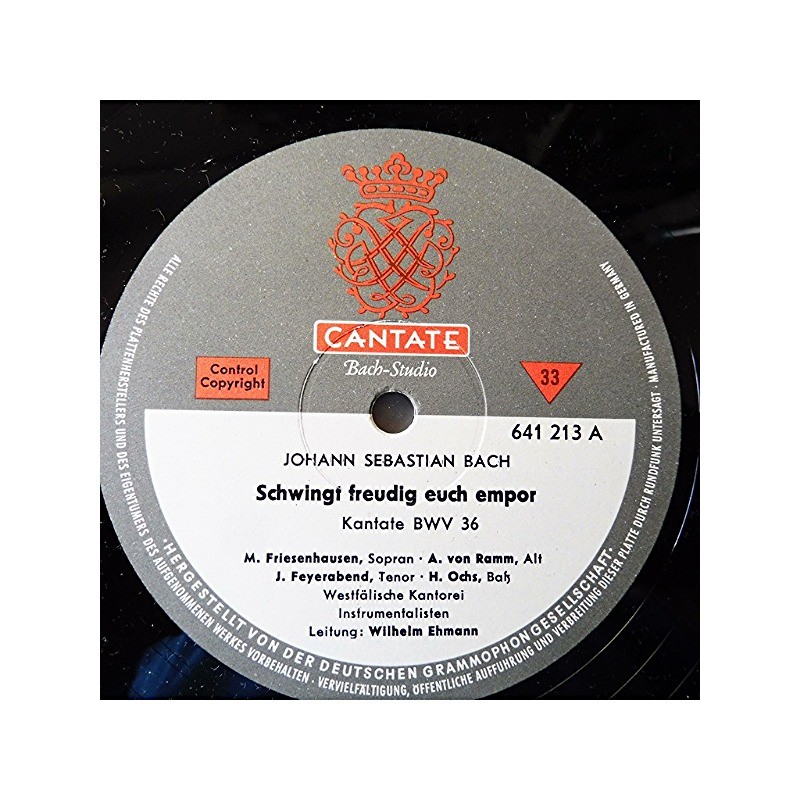 CANTATE
Bach-Studio
Control
Copyright
33
641 213 A
JOHANN SEBASTIAN BACH
Schwingt freudig euch empor
Kantate BWV 36
M. Friesenhausen, Sopran · A. von Ramm, Alt
J. Feyerabend, Tenor · H. Ochs, Baß
Westfälische Kantorei
Instrumentalisten
Leitung: Wilhelm Ehmann
·HERGESTELLT VON DER DEUTSCHEN GRAMMOPHON GESELLSCHAFT·
ALLE RECHTE DES PLATTENHERSTELLERS UND DES EIGENTUMERS DES AUFGENOMMENEN WERKES VORBEHALTEN · VERVIELFÄLTIGUNG, ÖFFENTLICHE AUFFÜHRUNG UND VERBREITUNG DIESER PLATTE DURCH RUNDFUNK UNTERSAGT · MANUFACTURED IN GERMANY